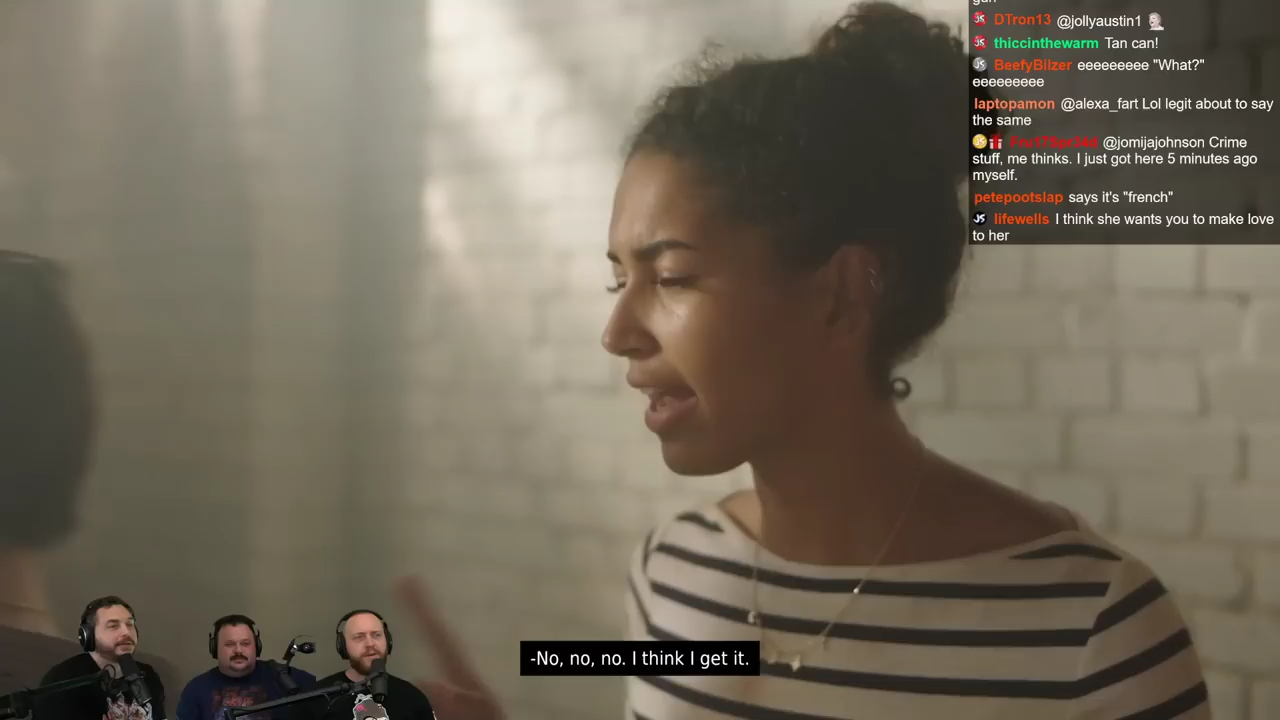 gun
DTron13 @jollyaustin1
thiccinthewarm Tan can!
BeefyBilzer eeeeeeeee "What?"
eeeeeeeee
laptopamon @alexa_fart Lol legit about to say
the same
@jomijajohnson Crime
stuff, me thinks. I just got here 5 minutes ago
myself.
petepootslap says it's "french"
lifewells I think she wants you to make love
to her
-No, no, no. I think I get it.